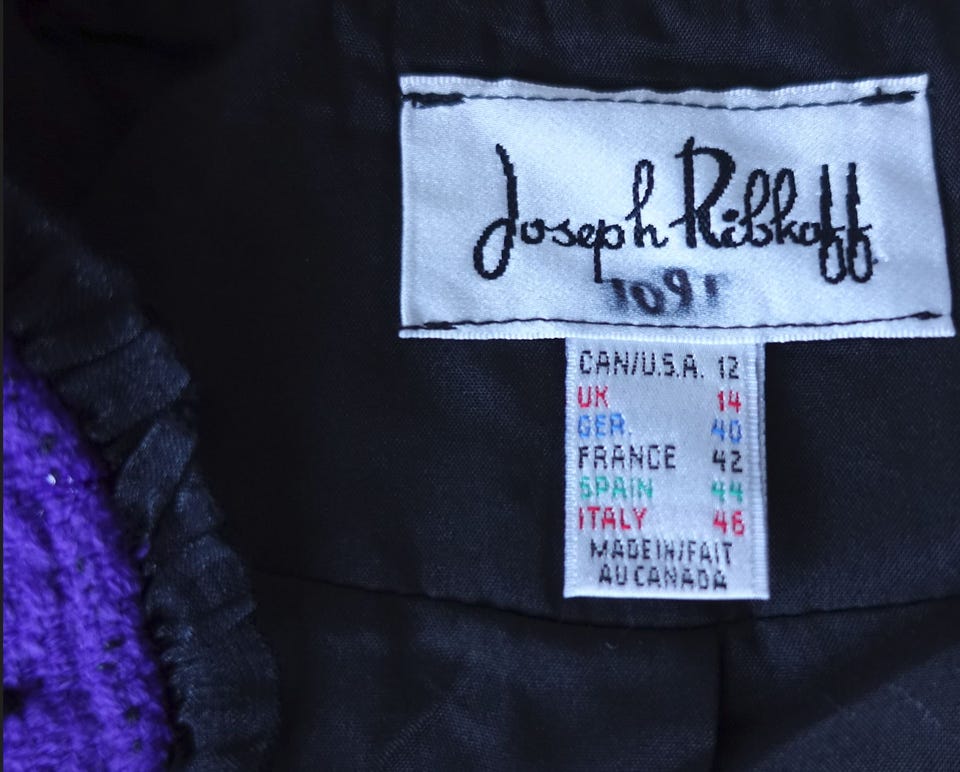 Joseph Ribkoff
1091
CAN/U.S.A. 12
UK 14
GER. 40
FRANCE 42
SPAIN 44
ITALY 46
MADE IN/FAIT
AU CANADA